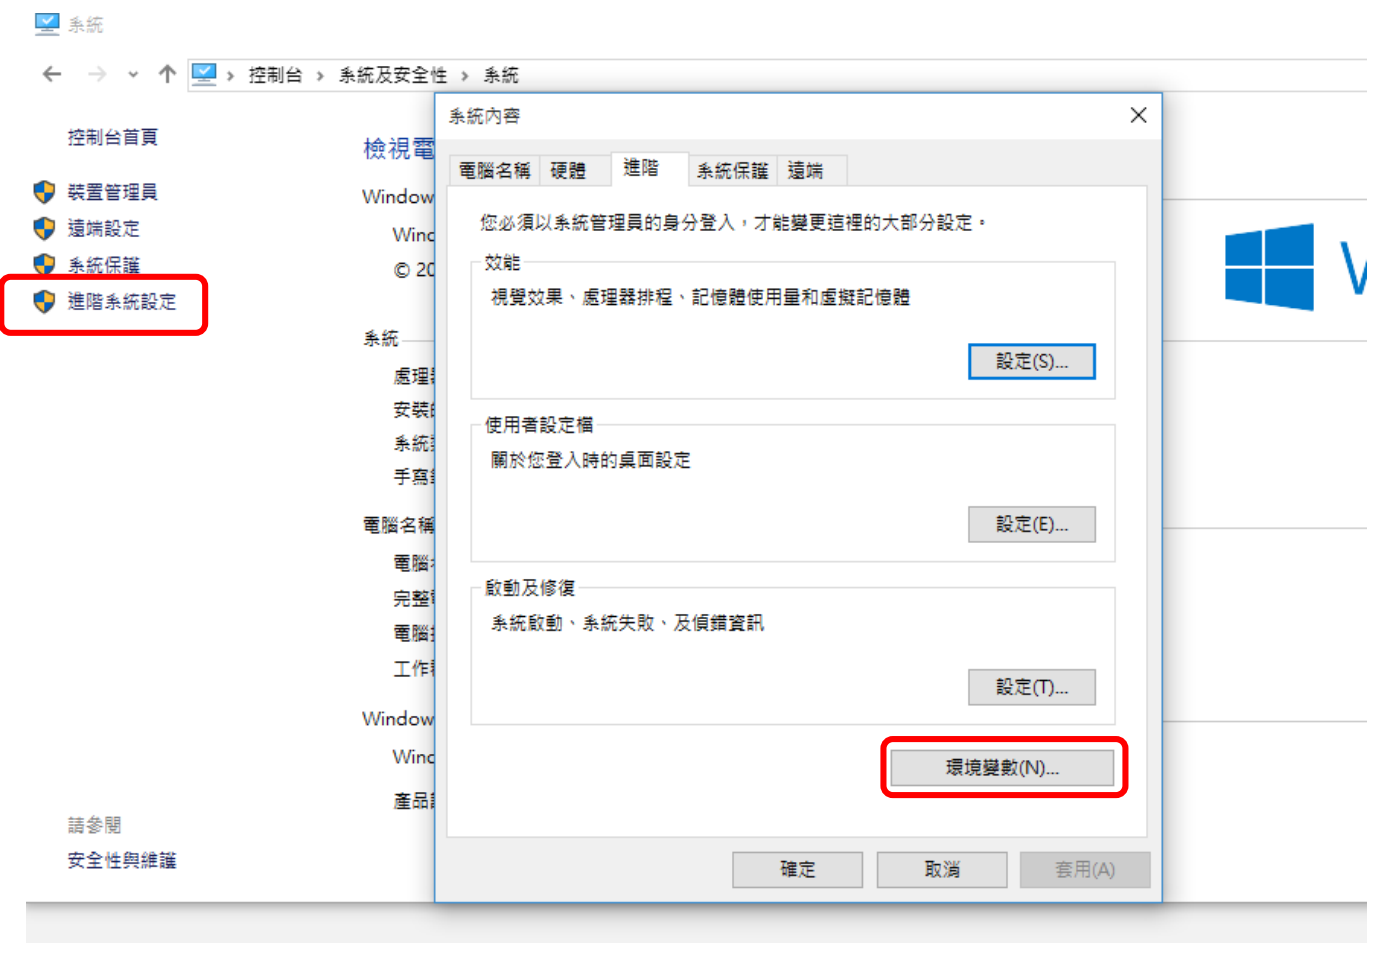 系統
控制台 › 系統及安全性 › 系統
控制台首頁
裝置管理員
遠端設定
系統保護
進階系統設定
請參閱
安全性與維護
檢視電
Window
Wind
© 20
系統
處理
安裝
系統
手寫
電腦名稱
電腦
完整
電腦
工作
Window
Wind
產品
系統內容
電腦名稱 硬體 進階 系統保護 遠端
您必須以系統管理員的身分登入，才能變更這裡的大部分設定。
效能
視覺效果、處理器排程、記憶體使用量和虛擬記憶體
設定(S)...
使用者設定檔
關於您登入時的桌面設定
設定(E)...
啟動及修復
系統啟動、系統失敗、及偵錯資訊
設定(T)...
環境變數(N)...
確定 取消 套用(A)